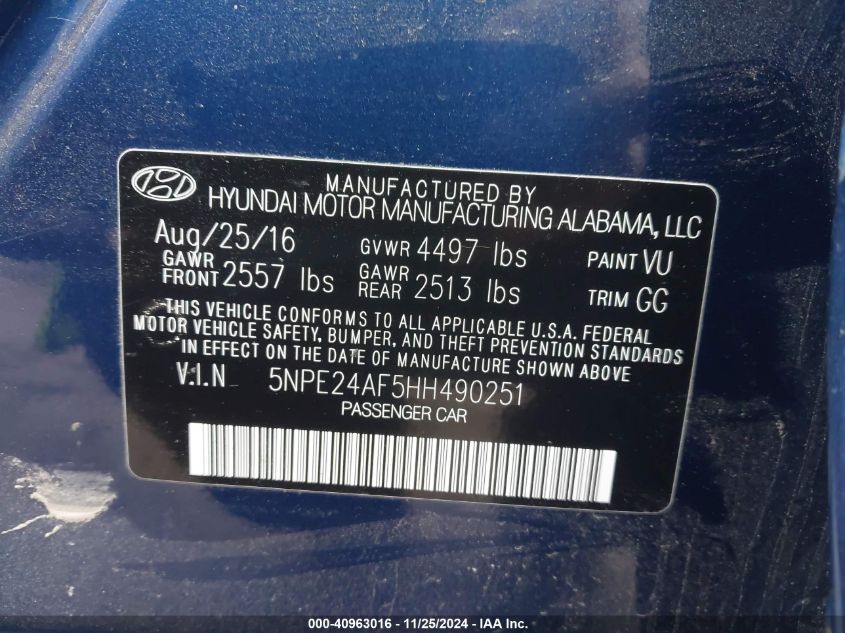 MANUFACTURED BY
HYUNDAI MOTOR MANUFACTURING ALABAMA, LLC
Aug/25/16 GVWR 4497 lbs PAINT VU
GAWR FRONT 2557 lbs GAWR REAR 2513 lbs TRIM GG
THIS VEHICLE CONFORMS TO ALL APPLICABLE U.S.A. FEDERAL
MOTOR VEHICLE SAFETY, BUMPER, AND THEFT PREVENTION STANDARDS
IN EFFECT ON THE DATE OF MANUFACTURE SHOWN ABOVE
V.I.N 5NPE24AF5HH490251
PASSENGER CAR
000-40963016 - 11/25/2024 - IAA Inc.